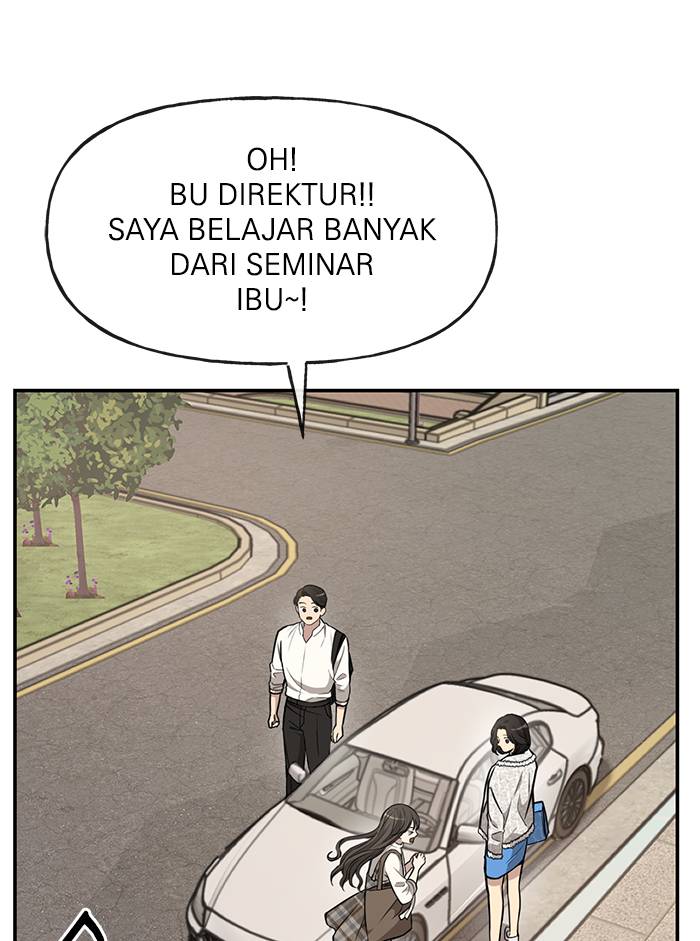 OH!
BU DIREKTUR!!
SAYA BELAJAR BANYAK
DARI SEMINAR
IBU~!